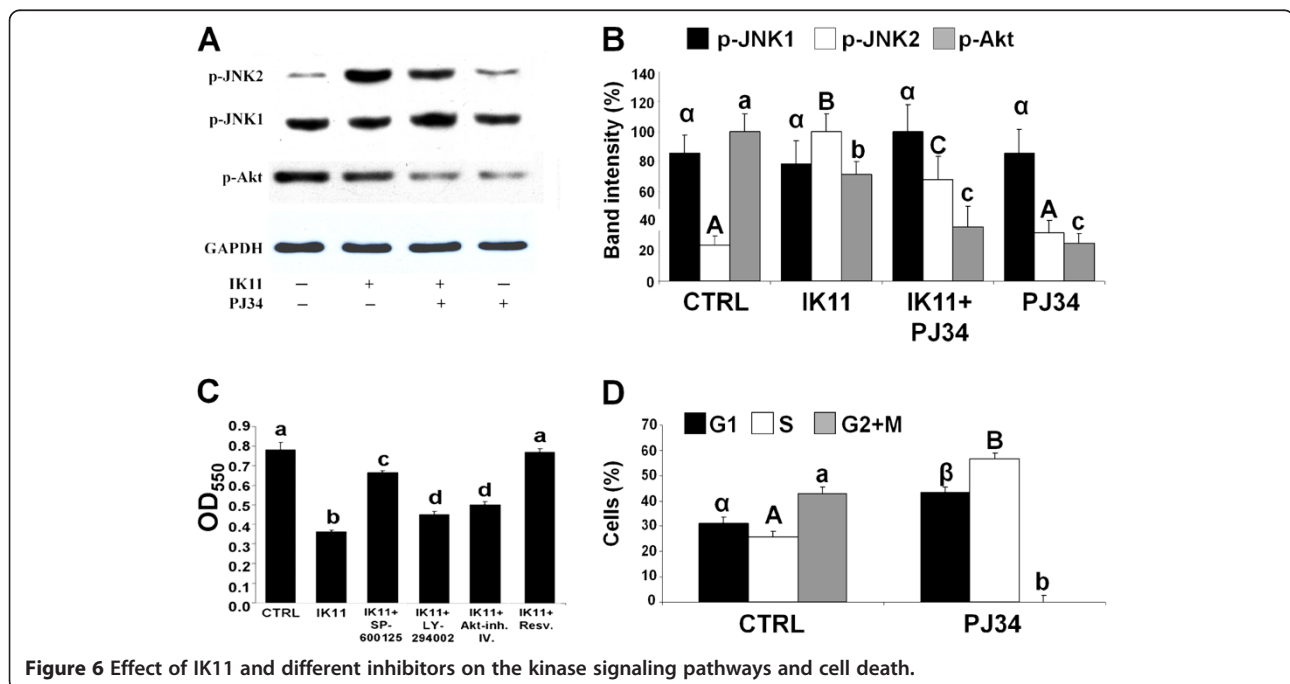 A
p-JNK2
p-JNK1
p-Akt
GAPDH
IK11 – + + –
PJ34 – – + +
B
p-JNK1 p-JNK2 p-Akt
Band intensity (%)
140
120
100
80
60
40
20
0
α A a α B b α C c α A c
CTRL IK11 IK11+ PJ34
PJ34
C
OD550
0.9
0.8
0.7
0.6
0.5
0.4
0.3
0.2
0.1
0.0
a b c d d a
CTRL IK11 IK11+ IK11+ IK11+ IK11+
SP- LY- Akt-inh. Resv.
600125 294002 IV.
D
G1 S G2+M
Cells (%)
70
60
50
40
30
20
10
0
α A a β B b
CTRL PJ34
Figure 6 Effect of IK11 and different inhibitors on the kinase signaling pathways and cell death.